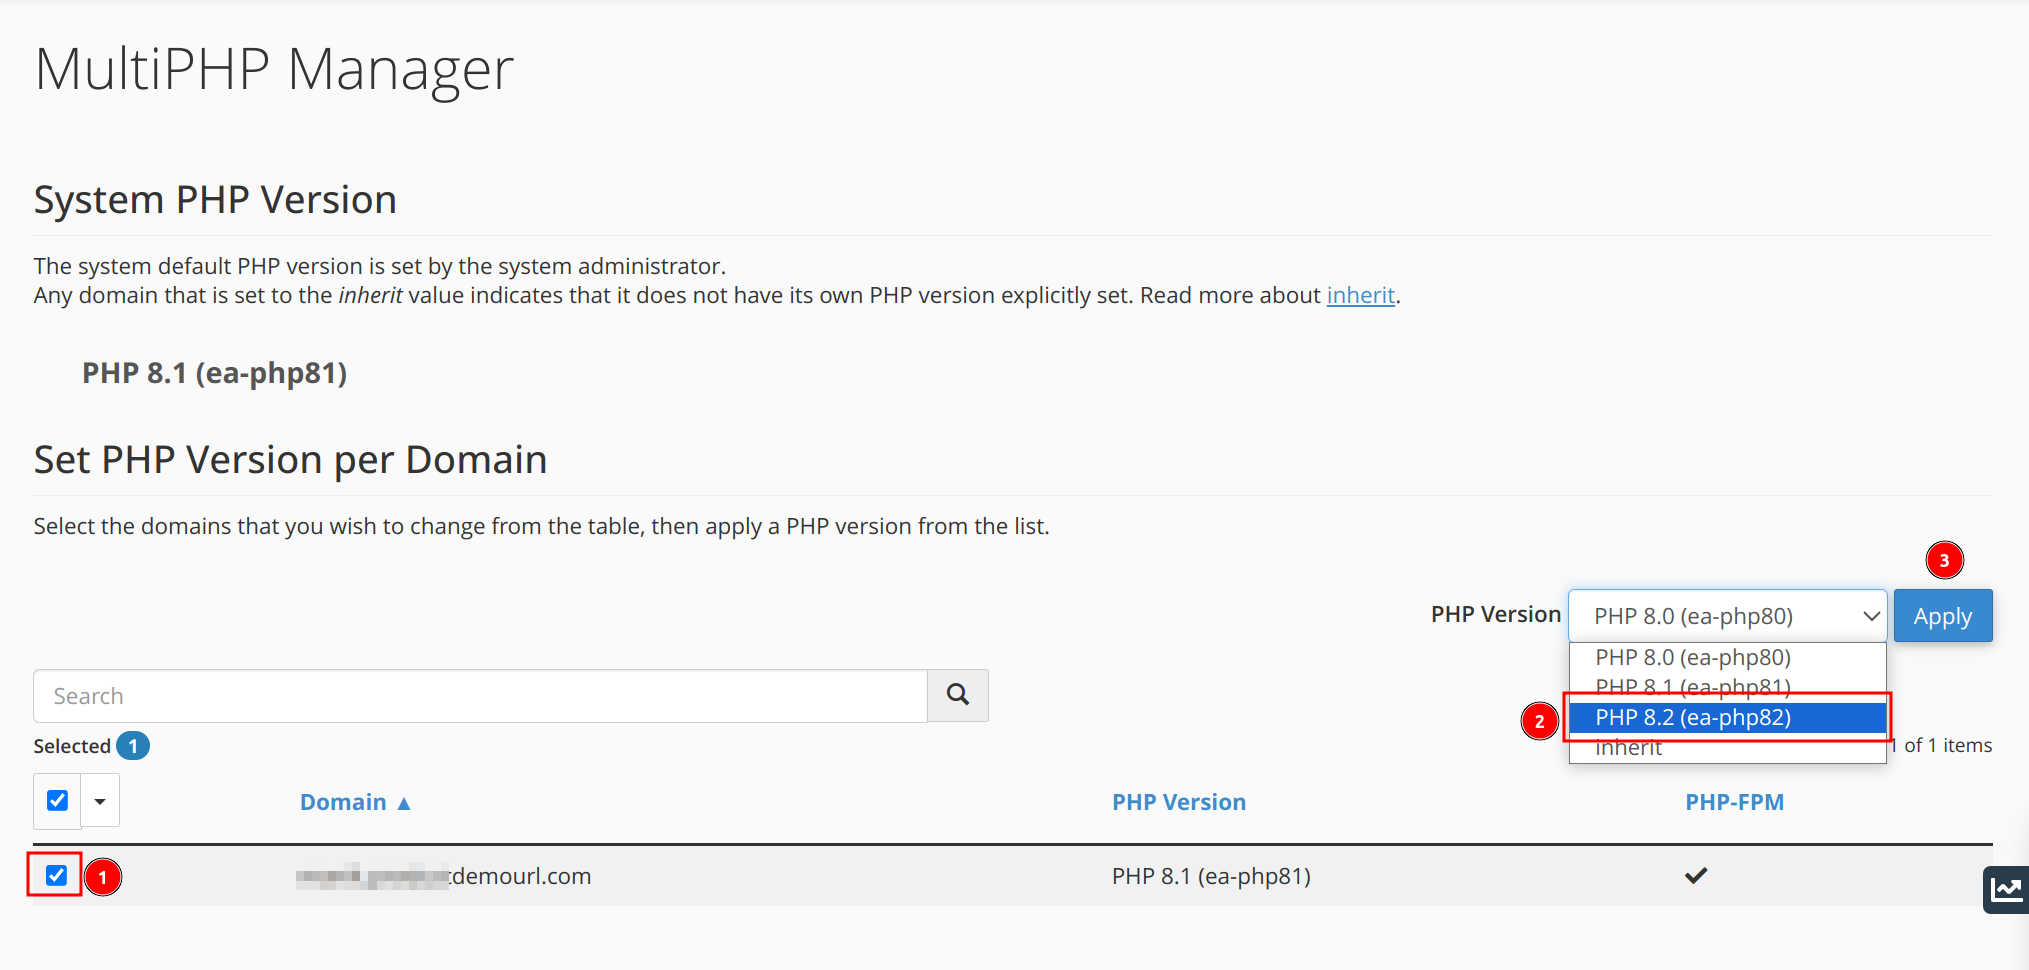 MultiPHP Manager
System PHP Version
The system default PHP version is set by the system administrator.
Any domain that is set to the inherit value indicates that it does not have its own PHP version explicitly set. Read more about inherit.
PHP 8.1 (ea-php81)
Set PHP Version per Domain
Select the domains that you wish to change from the table, then apply a PHP version from the list.
3
PHP Version PHP 8.0 (ea-php80) Apply
PHP 8.0 (ea-php80)
PHP 8.1 (ea-php81)
2 PHP 8.2 (ea-php82)
inherit
Search
Selected 1
1 of 1 items
Domain ▲ PHP Version PHP-FPM
1 demourl.com PHP 8.1 (ea-php81)